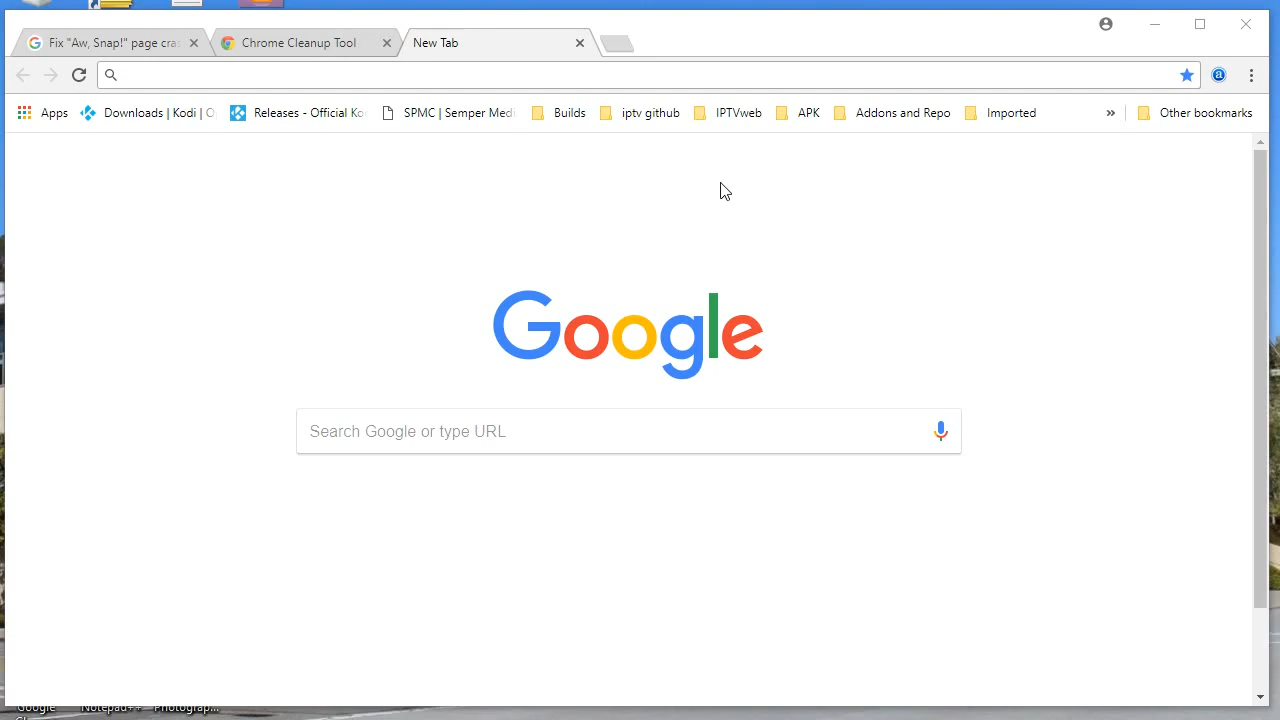 Fix "Aw, Snap!" page cra
Chrome Cleanup Tool
New Tab
Apps
Downloads | Kodi | O
Releases - Official Ko
SPMC | Semper Medi
Builds
iptv github
IPTVweb
APK
Addons and Repo
Imported
»
Other bookmarks
Google
Search Google or type URL
Google
Notepad++
Photograp...